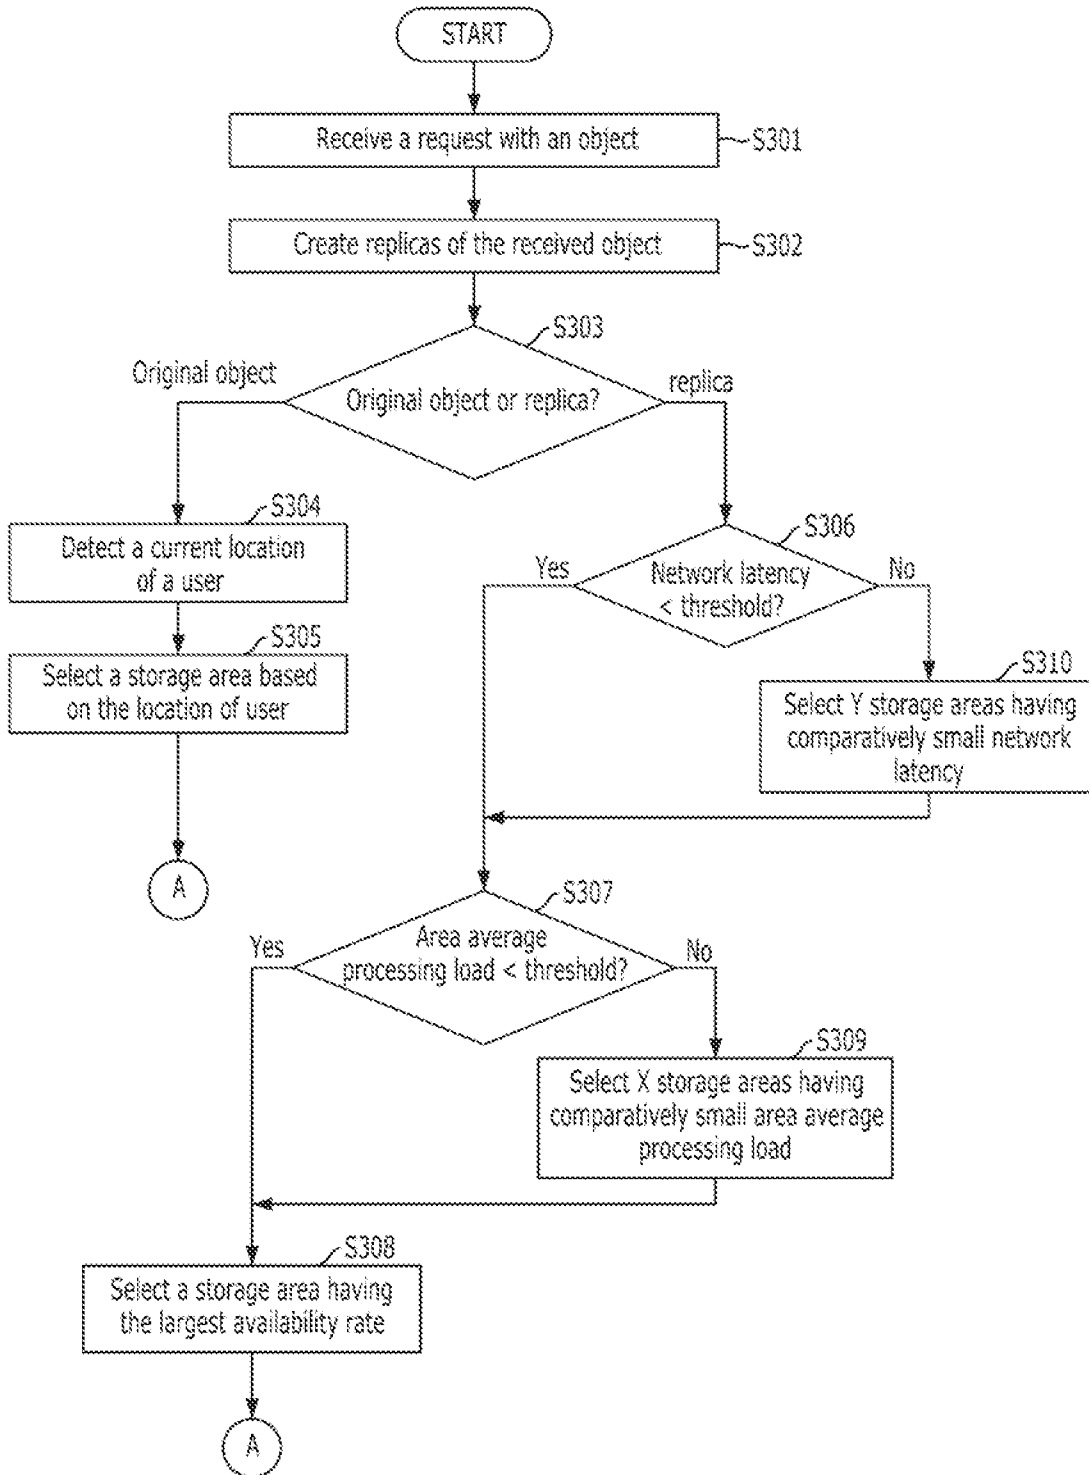 START
Receive a request with an object
S301
Create replicas of the received object
S302
S303
Original object
Original object or replica?
replica
S304
Detect a current location
of a user
S305
Select a storage area based
on the location of user
A
S306
Yes
Network latency
< threshold?
No
S310
Select Y storage areas having
comparatively small network
latency
S307
Yes
Area average
processing load < threshold?
No
S309
Select X storage areas having
comparatively small area average
processing load
S308
Select a storage area having
the largest availability rate
A